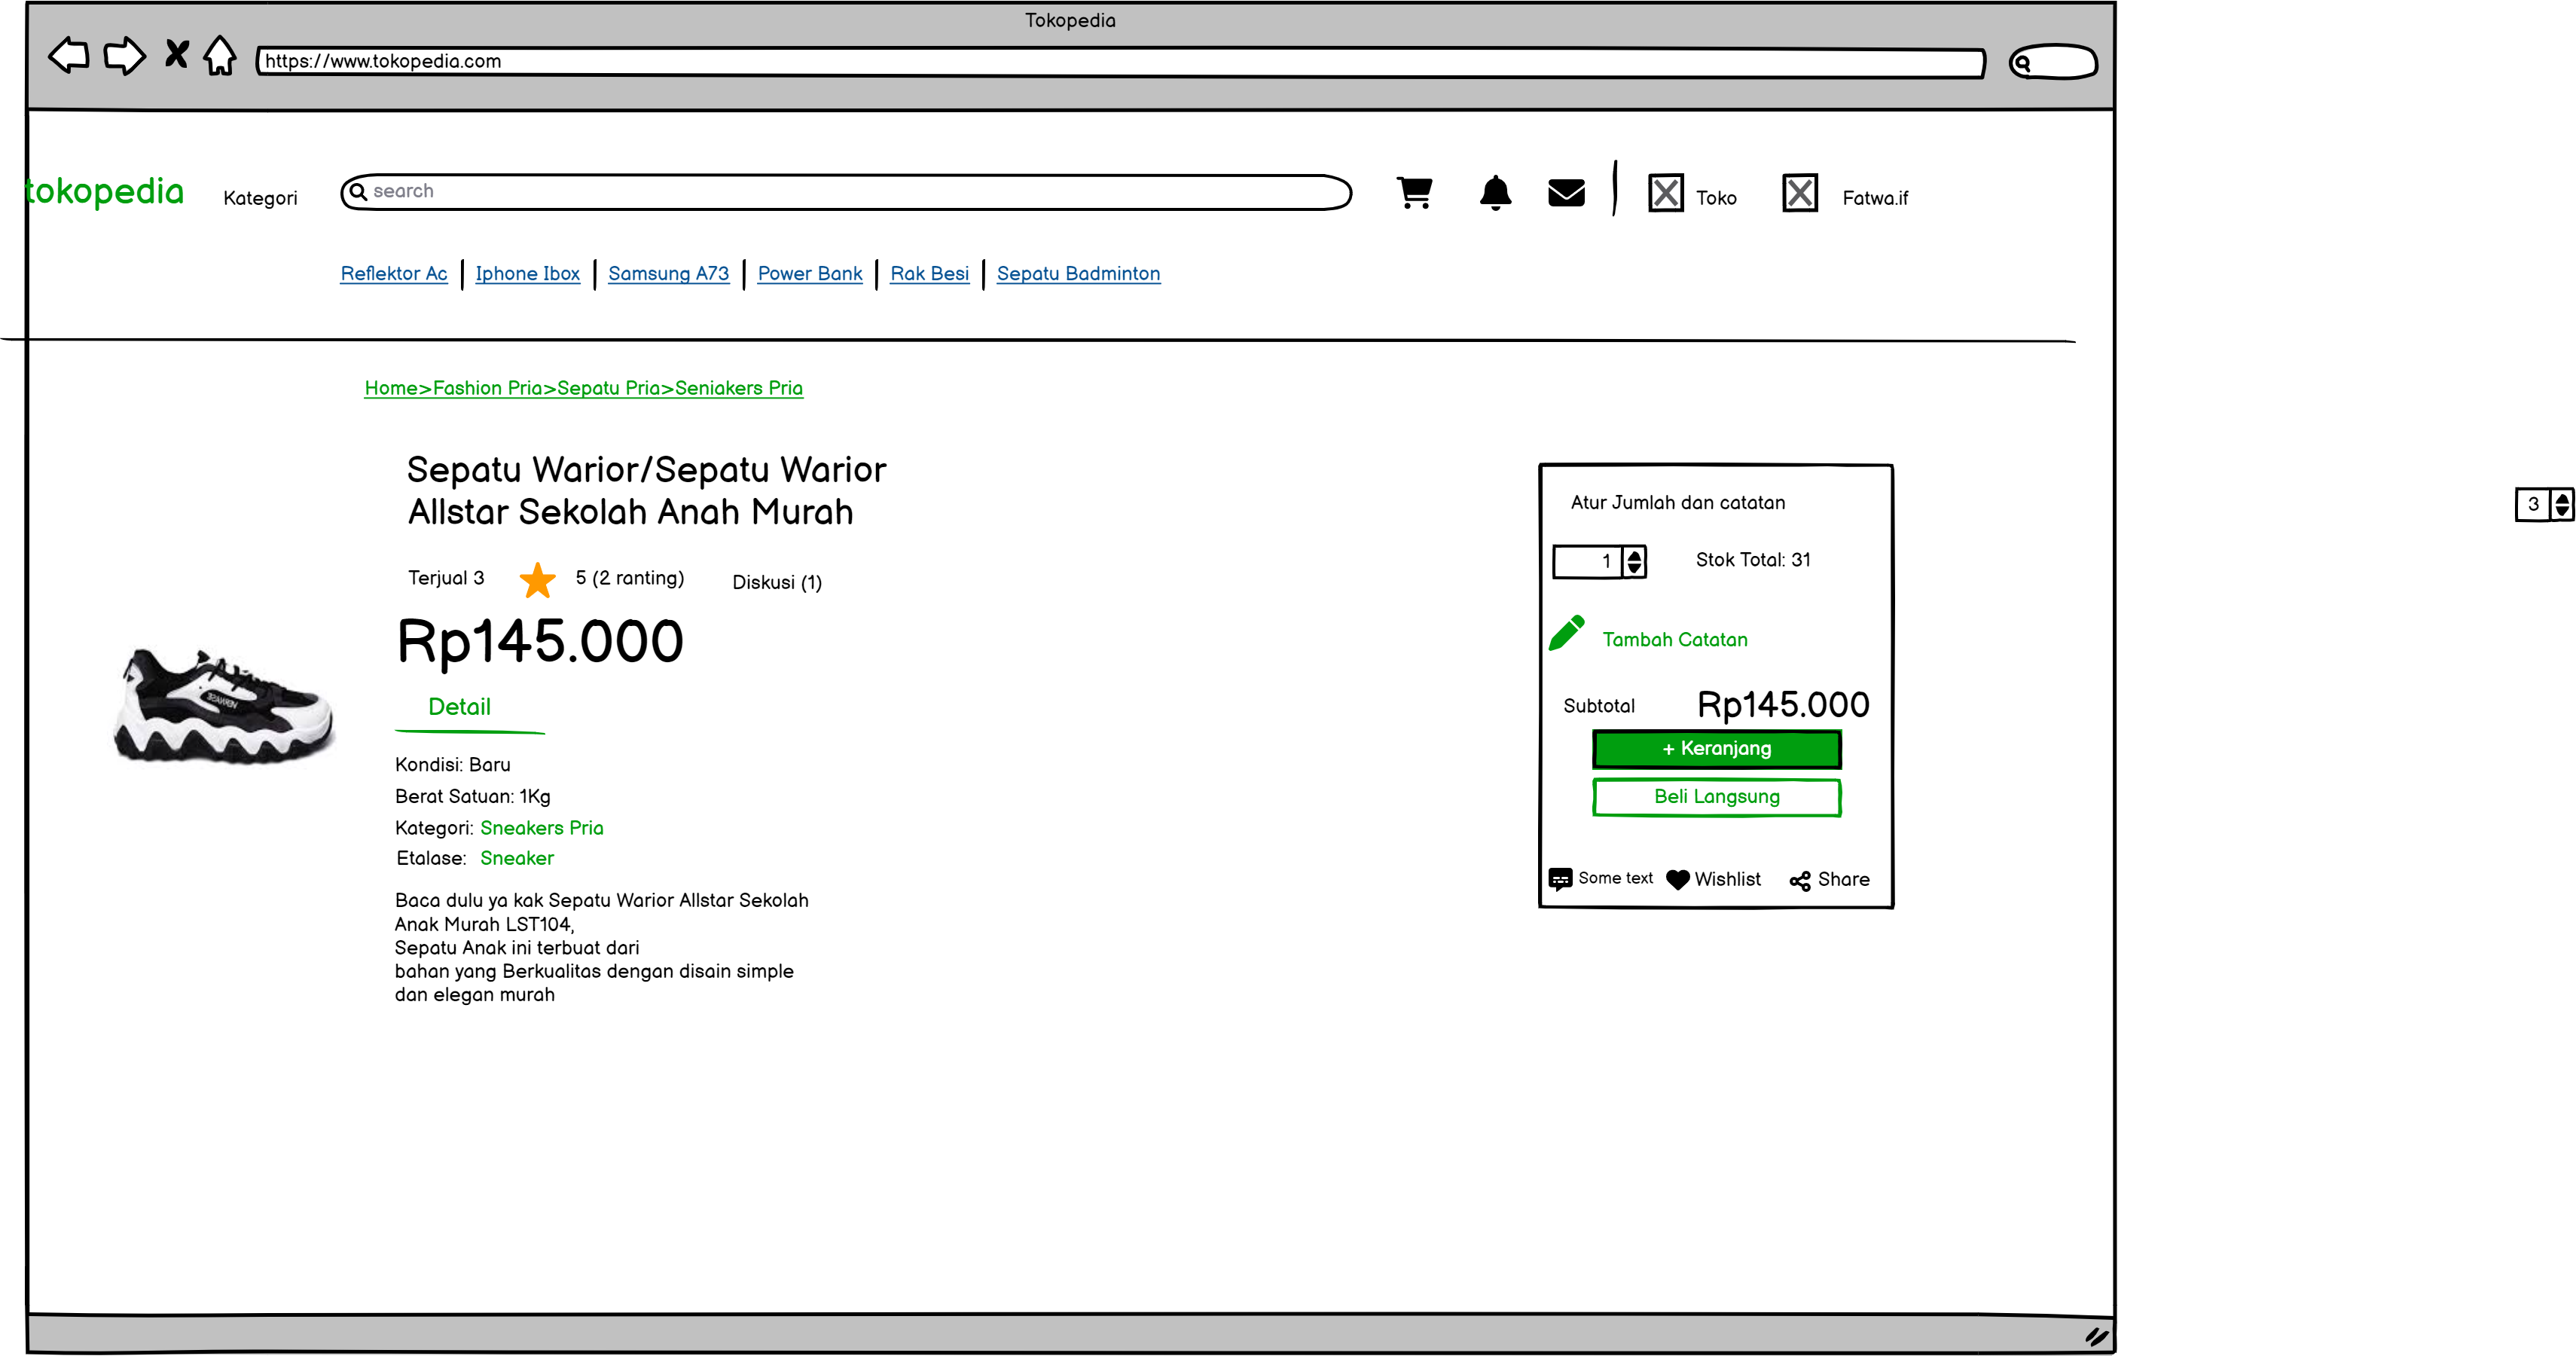 Tokopedia
https://www.tokopedia.com
tokopedia
Kategori
search
Toko
Fatwa.if
Reflektor Ac
Iphone Ibox
Samsung A73
Power Bank
Rak Besi
Sepatu Badminton
Home>Fashion Pria>Sepatu Pria>Seniakers Pria
Sepatu Warior/Sepatu Warior
Allstar Sekolah Anah Murah
Terjual 3
5 (2 ranting)
Diskusi (1)
Rp145.000
Detail
Kondisi: Baru
Berat Satuan: 1Kg
Kategori: Sneakers Pria
Etalase: Sneaker
Baca dulu ya kak Sepatu Warior Allstar Sekolah
Anak Murah LST104,
Sepatu Anak ini terbuat dari
bahan yang Berkualitas dengan disain simple
dan elegan murah
Atur Jumlah dan catatan
1
Stok Total: 31
Tambah Catatan
Subtotal
Rp145.000
+ Keranjang
Beli Langsung
Some text
Wishlist
Share
3